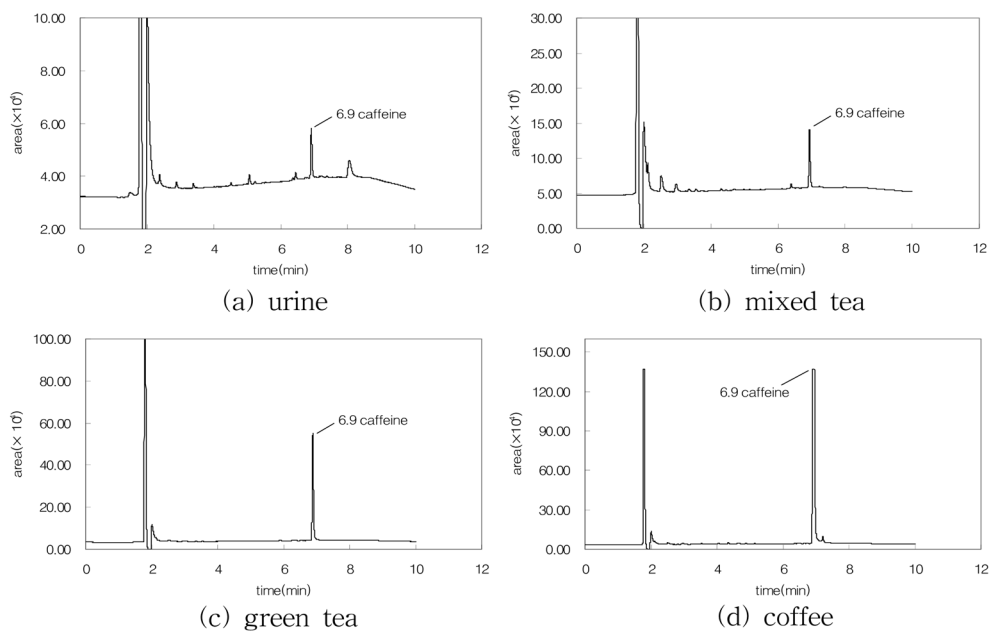 10.00
8.00
6.00
4.00
2.00
area(×10⁴)
6.9 caffeine
0 2 4 6 8 10 12
time(min)
(a) urine
30.00
25.00
20.00
15.00
10.00
5.00
0.00
area(×10⁴)
6.9 caffeine
0 2 4 6 8 10 12
time(min)
(b) mixed tea
100.00
80.00
60.00
40.00
20.00
0.00
area(×10⁴)
6.9 caffeine
0 2 4 6 8 10 12
time(min)
(c) green tea
150.00
120.00
90.00
60.00
30.00
0.00
area(×10⁴)
6.9 caffeine
0 2 4 6 8 10 12
time(min)
(d) coffee